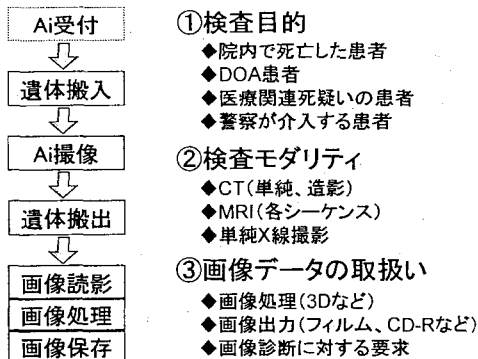 Ai受付
遺体搬入
Ai撮像
遺体搬出
画像読影
画像処理
画像保存
①検査目的
◆院内で死亡した患者
◆DOA患者
◆医療関連死疑いの患者
◆警察が介入する患者
②検査モダリティ
◆CT(単純、造影)
◆MRI(各シーケンス)
◆単純X線撮影
③画像データの取扱い
◆画像処理(3Dなど)
◆画像出力(フィルム、CD-Rなど)
◆画像診断に対する要求